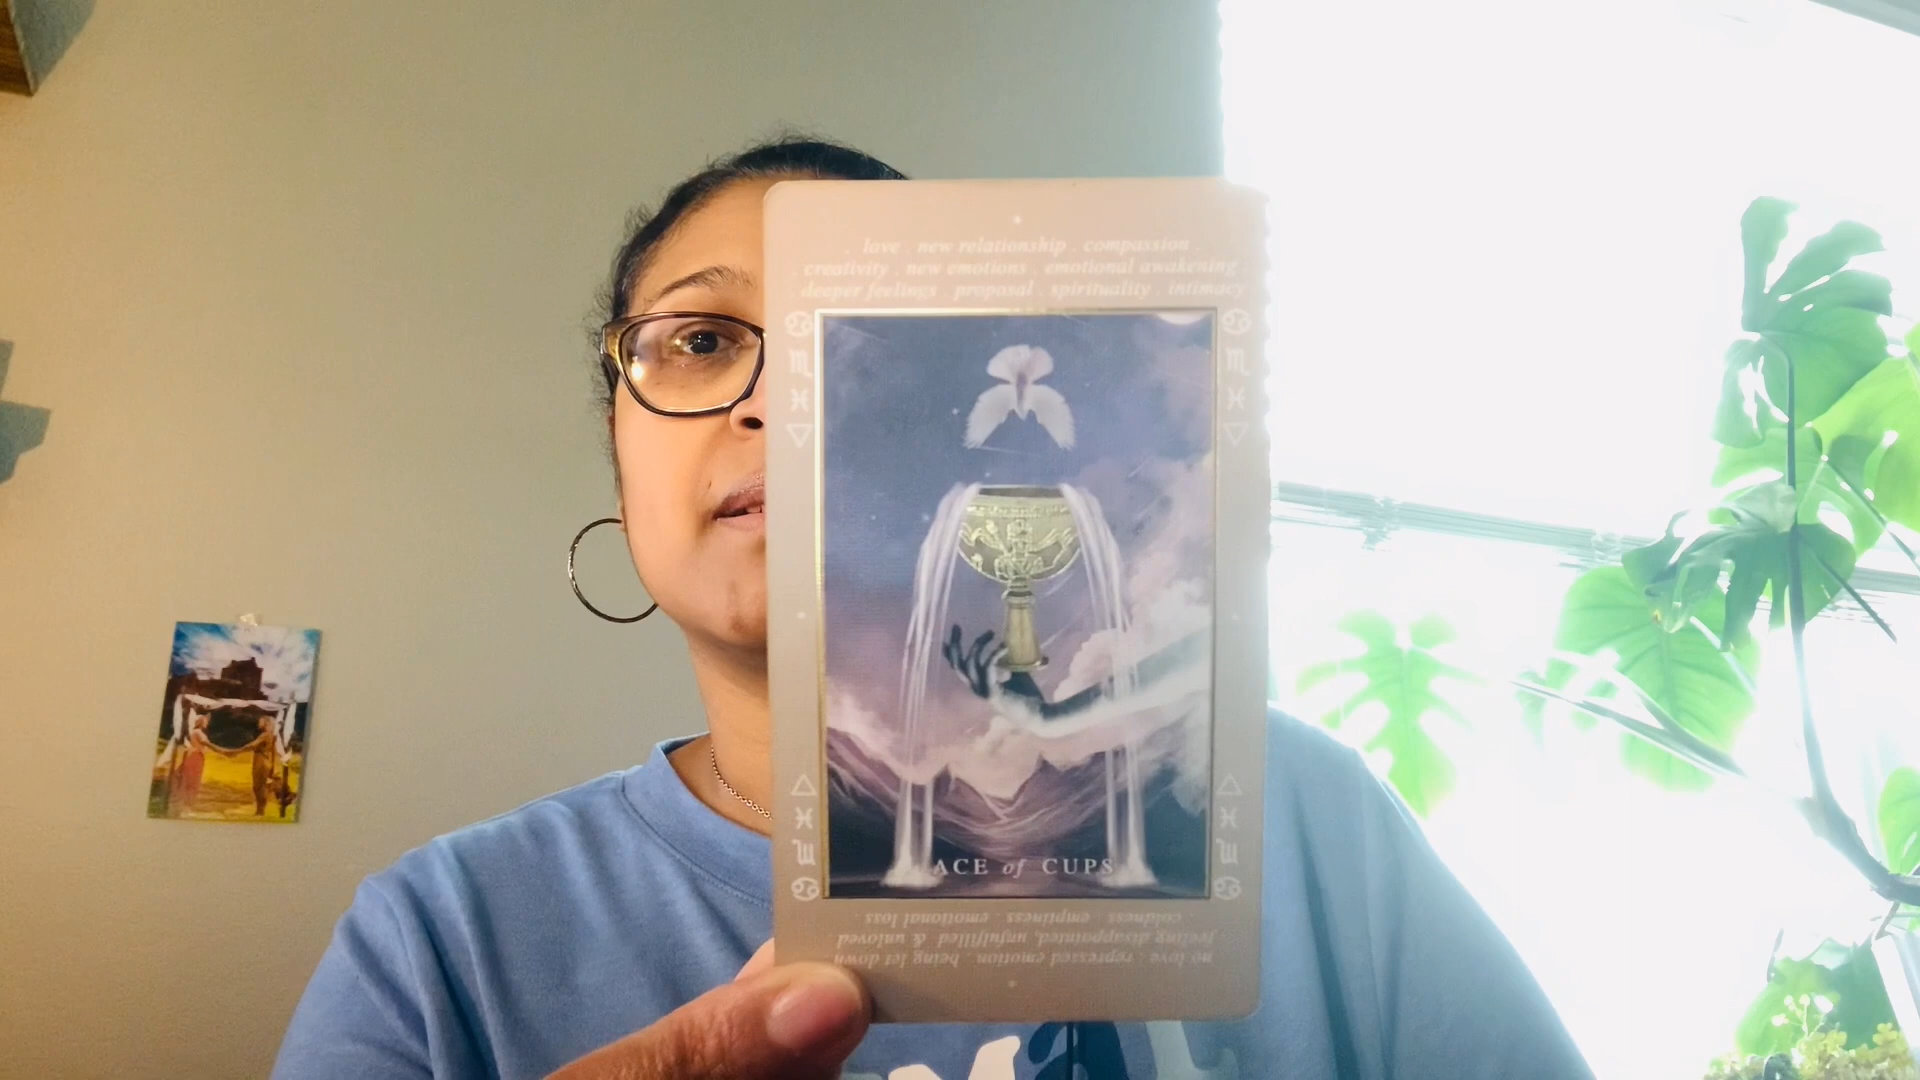 . love . new relationship . compassion .
. creativity . new emotions . emotional awakening
deeper feelings . proposal . spirituality . intimacy
ACE of CUPS
no love . repressed emotion . being let down
feeling disappointed, unfulfilled & unloved
coldness . emptiness . emotional loss